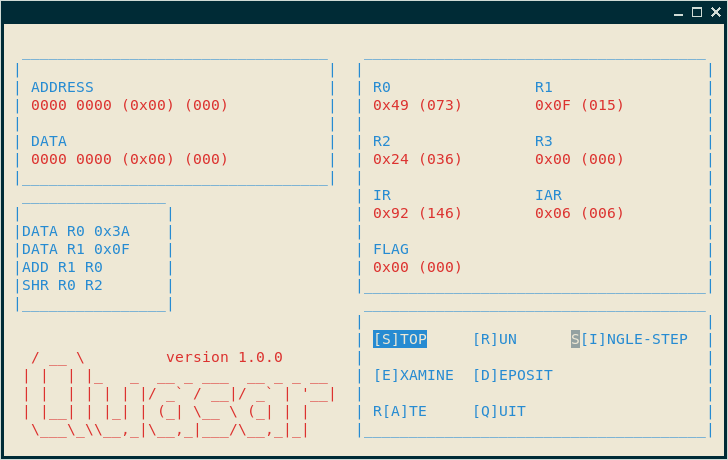 ADDRESS
0000 0000 (0x00) (000)
DATA
0000 0000 (0x00) (000)
DATA R0 0x3A
DATA R1 0x0F
ADD R1 R0
SHR R0 R2
version 1.0.0
Quasar
R0 R1
0x49 (073) 0x0F (015)
R2 R3
0x24 (036) 0x00 (000)
IR IAR
0x92 (146) 0x06 (006)
FLAG
0x00 (000)
[S]TOP [R]UN S[I]NGLE-STEP
[E]XAMINE [D]EPOSIT
R[A]TE [Q]UIT